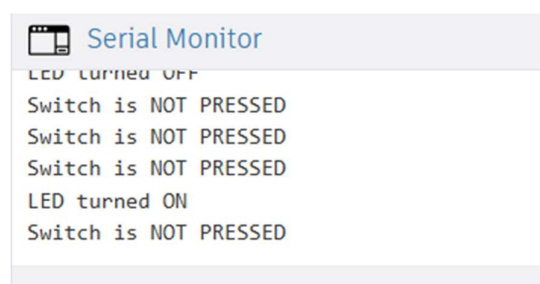 Serial Monitor
LED turned OFF
Switch is NOT PRESSED
Switch is NOT PRESSED
Switch is NOT PRESSED
LED turned ON
Switch is NOT PRESSED